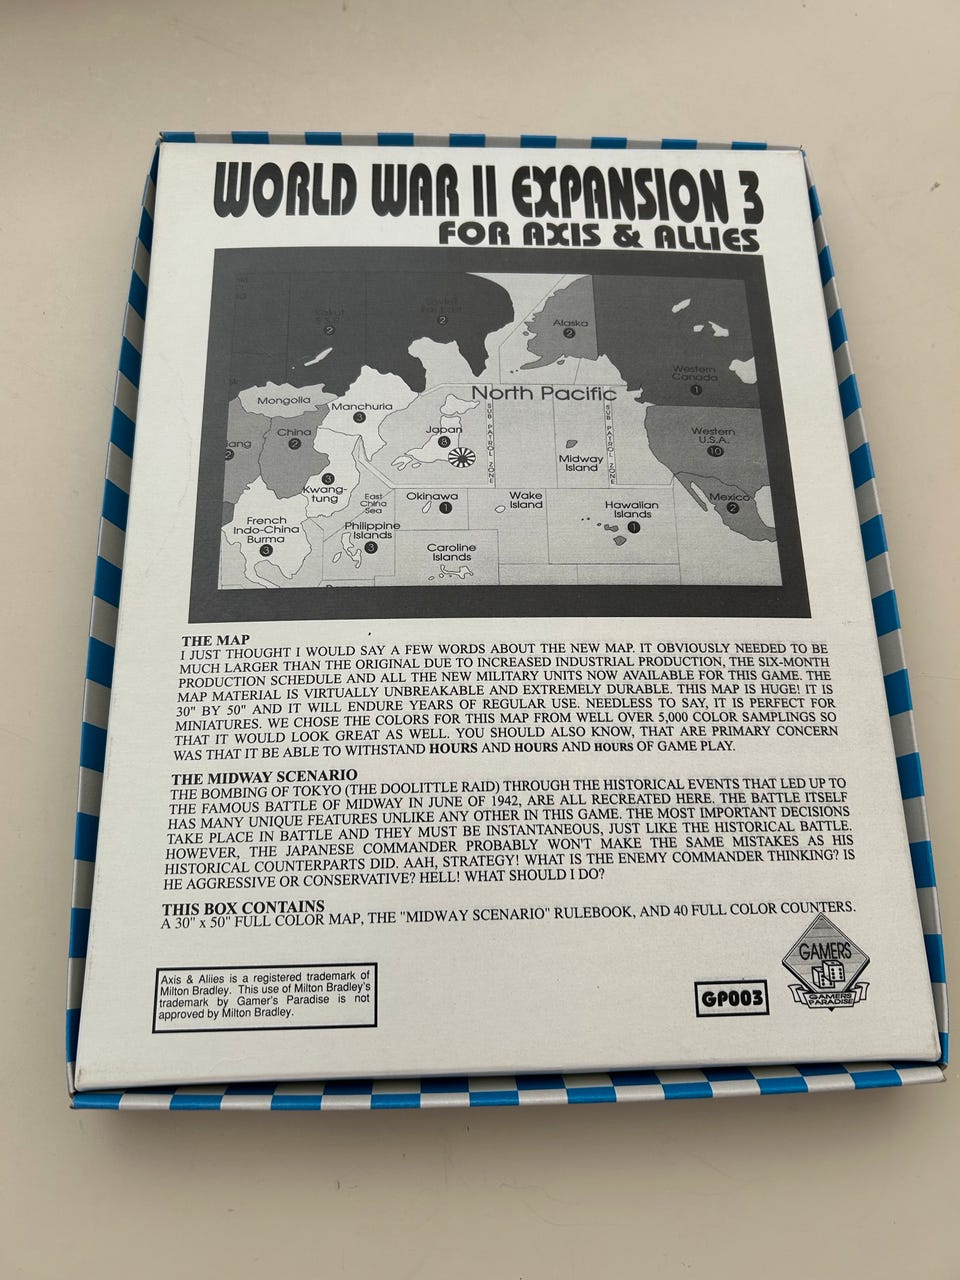 WORLD WAR II EXPANSION 3
FOR AXIS & ALLIES
Yakut
S.S.R.
2
Soviet
Far East
2
Alaska
2
Western
Canada
1
North Pacific
Mongolia
Manchuria
3
China
2
iang
2
Japan
8
SUB PATROL ZONE
SUB PATROL ZONE
Midway
Island
Western
U.S.A.
10
Mexico
2
Kwang-
tung
3
East
China
Sea
Okinawa
1
Wake
Island
Hawaiian
Islands
1
French
Indo-China
Burma
3
Philippine
Islands
3
Caroline
Islands
THE MAP
I JUST THOUGHT I WOULD SAY A FEW WORDS ABOUT THE NEW MAP. IT OBVIOUSLY NEEDED TO BE
MUCH LARGER THAN THE ORIGINAL DUE TO INCREASED INDUSTRIAL PRODUCTION, THE SIX-MONTH
PRODUCTION SCHEDULE AND ALL THE NEW MILITARY UNITS NOW AVAILABLE FOR THIS GAME. THE
MAP MATERIAL IS VIRTUALLY UNBREAKABLE AND EXTREMELY DURABLE. THIS MAP IS HUGE! IT IS
30" BY 50" AND IT WILL ENDURE YEARS OF REGULAR USE. NEEDLESS TO SAY, IT IS PERFECT FOR
MINIATURES. WE CHOSE THE COLORS FOR THIS MAP FROM WELL OVER 5,000 COLOR SAMPLINGS SO
THAT IT WOULD LOOK GREAT AS WELL. YOU SHOULD ALSO KNOW, THAT ARE PRIMARY CONCERN
WAS THAT IT BE ABLE TO WITHSTAND HOURS AND HOURS AND HOURS OF GAME PLAY.
THE MIDWAY SCENARIO
THE BOMBING OF TOKYO (THE DOOLITTLE RAID) THROUGH THE HISTORICAL EVENTS THAT LED UP TO
THE FAMOUS BATTLE OF MIDWAY IN JUNE OF 1942, ARE ALL RECREATED HERE. THE BATTLE ITSELF
HAS MANY UNIQUE FEATURES UNLIKE ANY OTHER IN THIS GAME. THE MOST IMPORTANT DECISIONS
TAKE PLACE IN BATTLE AND THEY MUST BE INSTANTANEOUS, JUST LIKE THE HISTORICAL BATTLE.
HOWEVER, THE JAPANESE COMMANDER PROBABLY WON'T MAKE THE SAME MISTAKES AS HIS
HISTORICAL COUNTERPARTS DID. AAH, STRATEGY! WHAT IS THE ENEMY COMMANDER THINKING? IS
HE AGGRESSIVE OR CONSERVATIVE? HELL! WHAT SHOULD I DO?
THIS BOX CONTAINS
A 30" x 50" FULL COLOR MAP, THE "MIDWAY SCENARIO" RULEBOOK, AND 40 FULL COLOR COUNTERS.
Axis & Allies is a registered trademark of
Milton Bradley. This use of Milton Bradley's
trademark by Gamer's Paradise is not
approved by Milton Bradley.
GP003
GAMERS
GAMERS
PARADISE